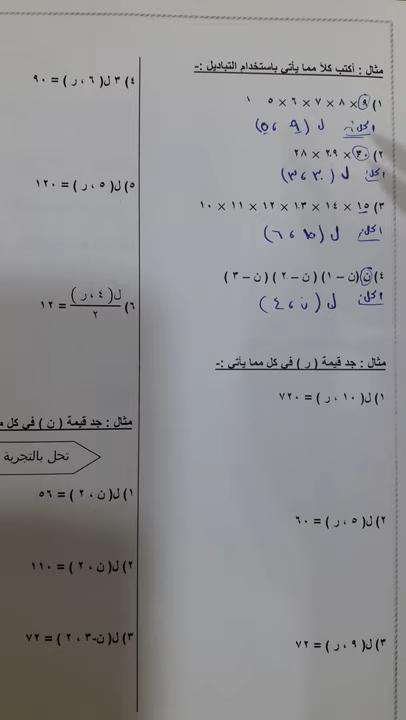 مثال : أكتب كلاً مما يأتي باستخدام التباديل :-
١) ٩ × ٨ × ٧ × ٦ × ٥
الحل: ل ( ٩ ، ٥ )
٢) ٣٠ × ٢٩ × ٢٨
الحل: ل ( ٣٠ ، ٣ )
٣) ١٥ × ١٤ × ١٣ × ١٢ × ١١ × ١٠
الحل: ل ( ١٥ ، ٦ )
٤) ن(ن – ١) (ن – ٢) (ن – ٣)
الحل: ل ( ن ، ٤ )
مثال : جد قيمة ( ر ) في كل مما يأتي :-
١) ل( ١٠ ، ر ) = ٧٢٠
٢) ل( ٥ ، ر ) = ٦٠
٣) ل( ٩ ، ر ) = ٧٢
٤) ٣ ل( ٦ ، ر ) = ٩٠
٥) ل( ٥ ، ر ) = ١٢٠
٦) ل( ٤ ، ر ) / ٢ = ١٢
مثال : جد قيمة ( ن ) في كل
تحل بالتجربة
١) ل( ن ، ٢ ) = ٥٦
٢) ل( ن ، ٢ ) = ١١٠
٣) ل( ن-٣ ، ٢ ) = ٧٢